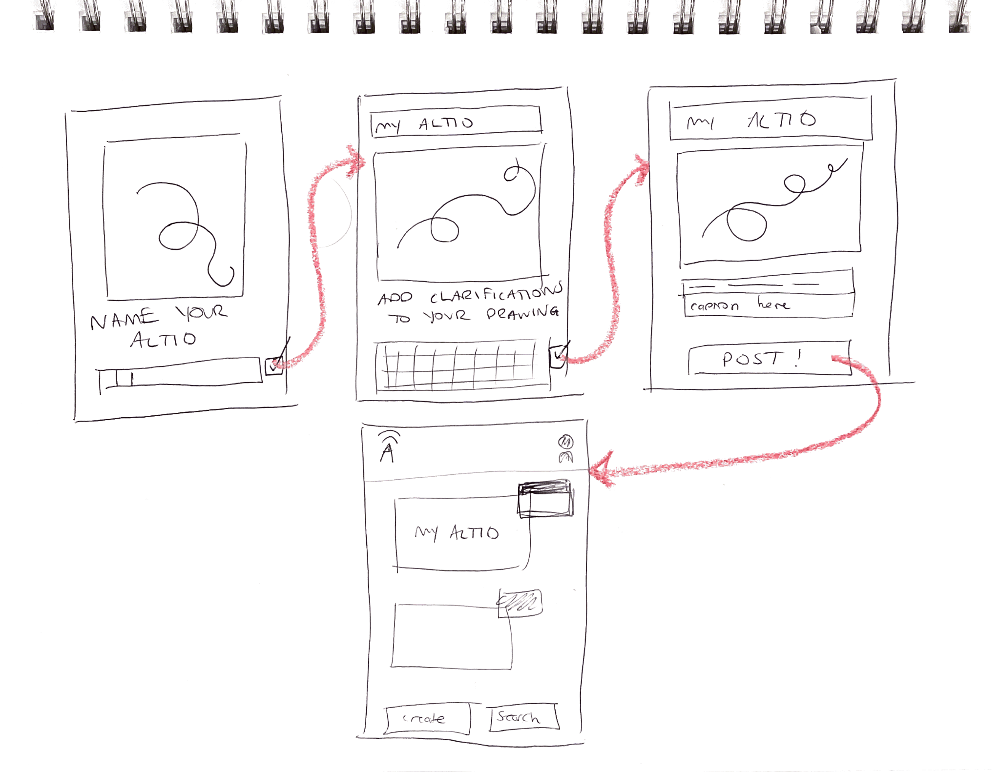 NAME YOUR
ALTIO
my ALTIO
ADD CLARIFICATIONS
TO YOUR DRAWING
my ALTIO
caption here
POST!
A
MY ALTIO
create
Search